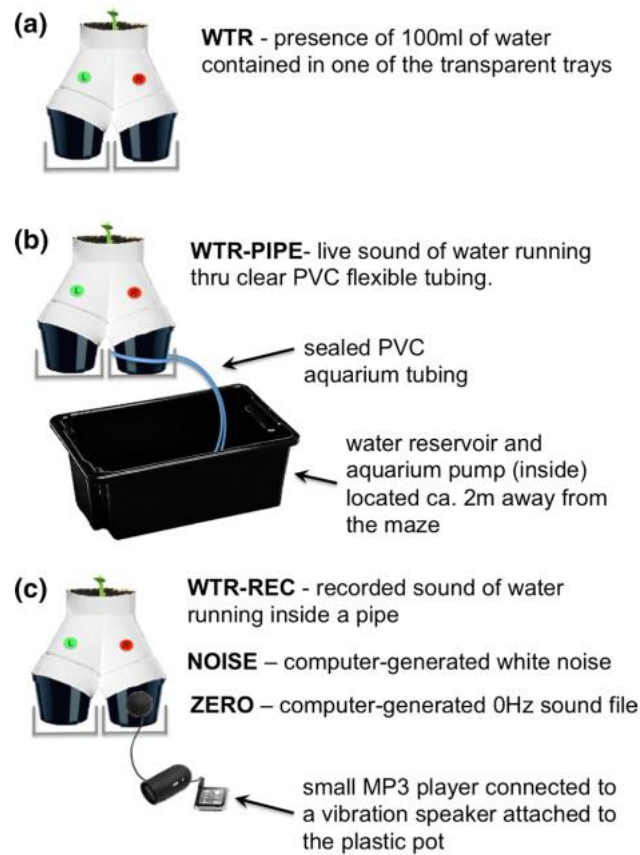 (a)
WTR - presence of 100ml of water
contained in one of the transparent trays
L
R
(b)
WTR-PIPE- live sound of water running
thru clear PVC flexible tubing.
L
R
sealed PVC
aquarium tubing
water reservoir and
aquarium pump (inside)
located ca. 2m away from
the maze
(c)
WTR-REC - recorded sound of water
running inside a pipe
L
R
NOISE – computer-generated white noise
ZERO – computer-generated 0Hz sound file
small MP3 player connected to
a vibration speaker attached to
the plastic pot